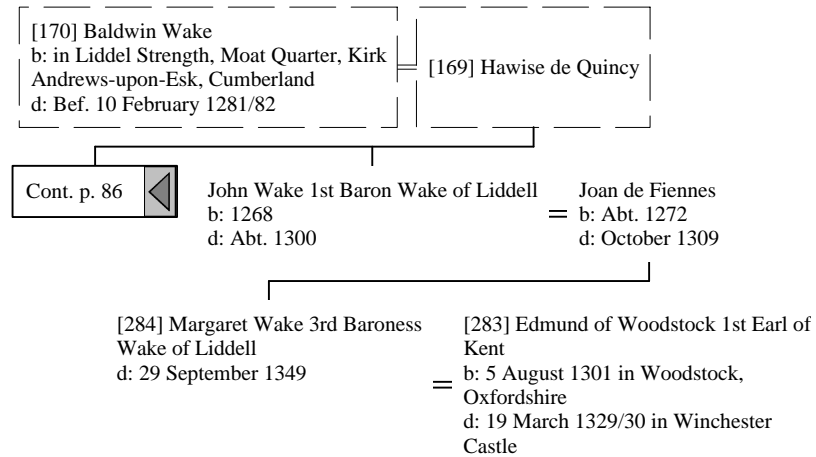 [170] Baldwin Wake
b: in Liddel Strength, Moat Quarter, Kirk
Andrews-upon-Esk, Cumberland
d: Bef. 10 February 1281/82
[169] Hawise de Quincy
Cont. p. 86
John Wake 1st Baron Wake of Liddell
b: 1268
d: Abt. 1300
=
Joan de Fiennes
b: Abt. 1272
d: October 1309
[284] Margaret Wake 3rd Baroness
Wake of Liddell
d: 29 September 1349
=
[283] Edmund of Woodstock 1st Earl of
Kent
b: 5 August 1301 in Woodstock,
Oxfordshire
d: 19 March 1329/30 in Winchester
Castle